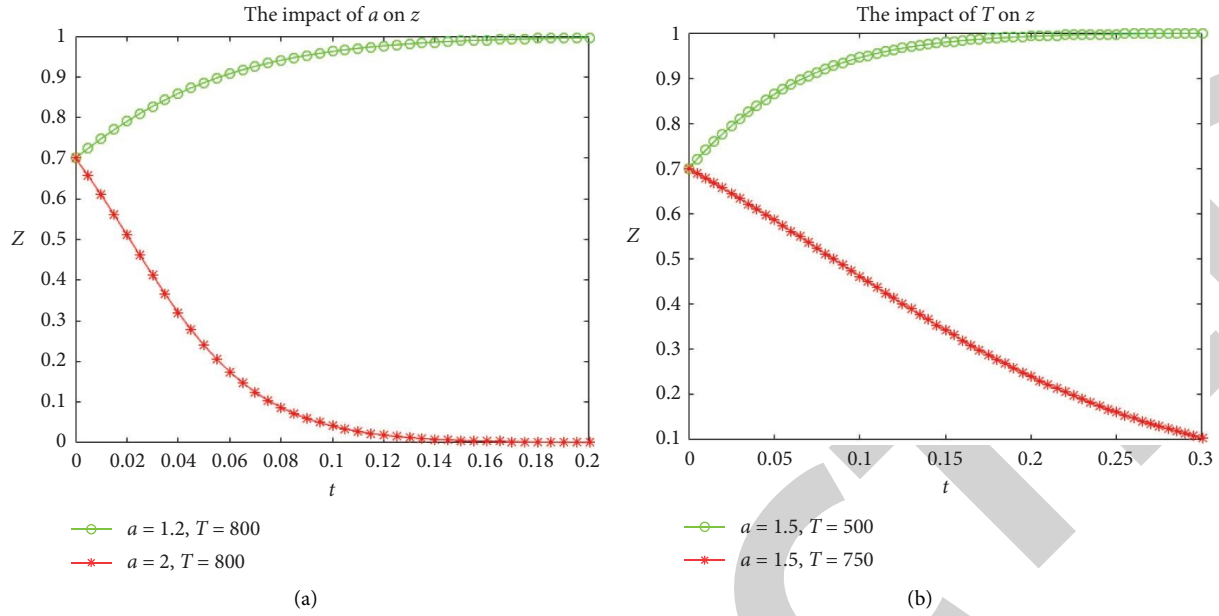 The impact of a on z
1
0.9
0.8
0.7
0.6
Z 0.5
0.4
0.3
0.2
0.1
0
0 0.02 0.04 0.06 0.08 0.1 0.12 0.14 0.16 0.18 0.2
t
a = 1.2, T = 800
a = 2, T = 800
(a)
The impact of T on z
1
0.9
0.8
0.7
0.6
Z
0.5
0.4
0.3
0.2
0.1
0.05 0.1 0.15 0.2 0.25 0.3
0
t
a = 1.5, T = 500
a = 1.5, T = 750
(b)